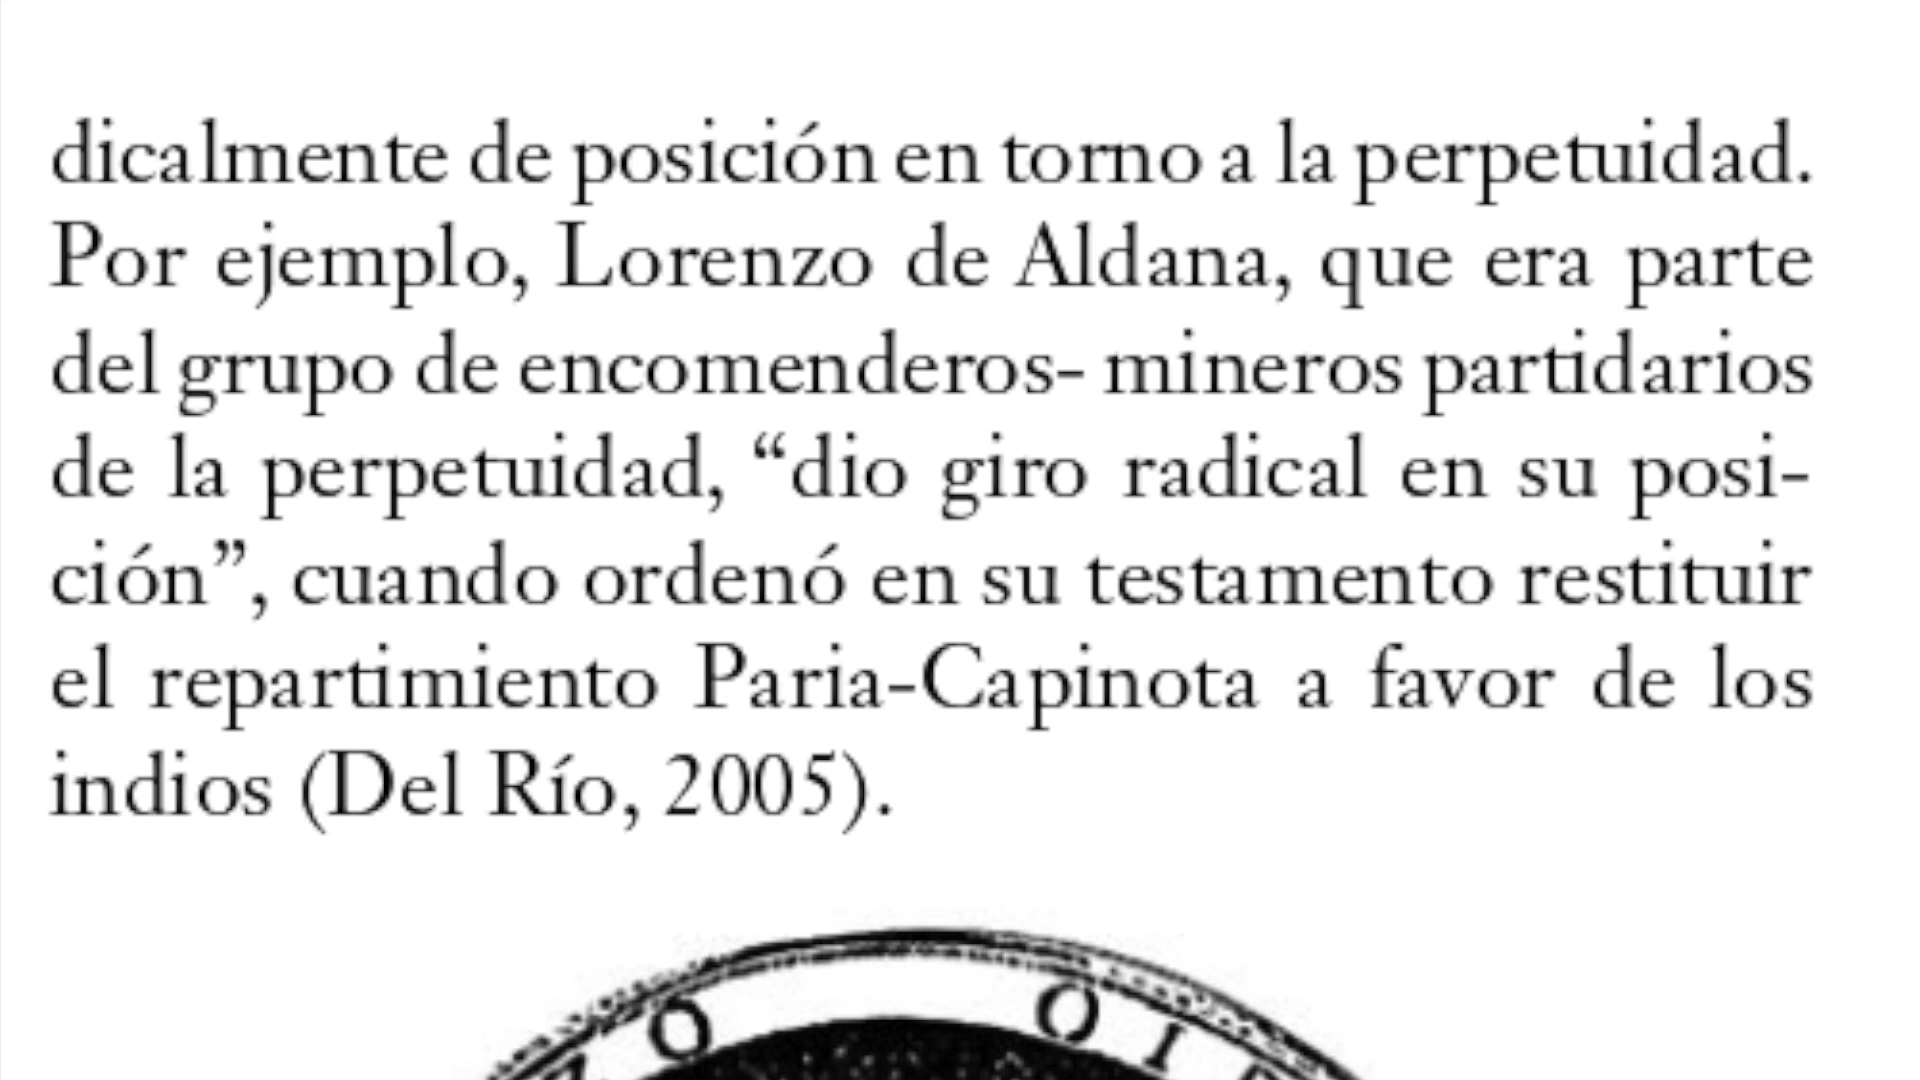 dicalmente de posición en torno a la perpetuidad.
Por ejemplo, Lorenzo de Aldana, que era parte
del grupo de encomenderos- mineros partidarios
de la perpetuidad, “dio giro radical en su posi-
ción”, cuando ordenó en su testamento restituir
el repartimiento Paria-Capinota a favor de los
indios (Del Río, 2005).